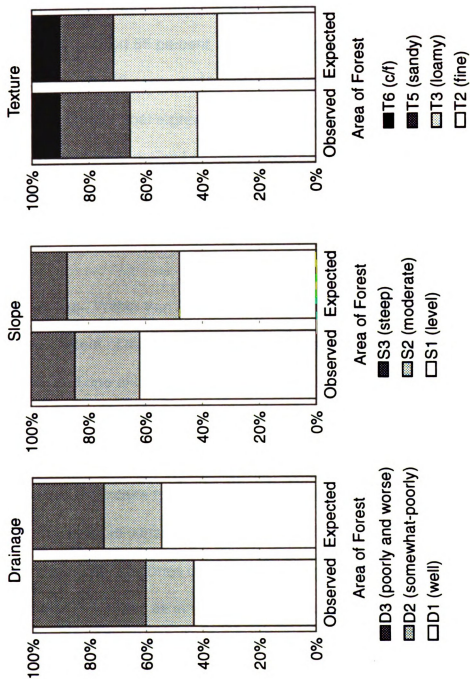 Drainage
100%
80%
60%
40%
20%
0%
Observed Expected
Area of Forest
D3 (poorly and worse)
D2 (somewhat-poorly)
D1 (well)
Slope
100%
80%
60%
40%
20%
0%
Observed Expected
Area of Forest
S3 (steep)
S2 (moderate)
S1 (level)
Texture
100%
80%
60%
40%
20%
0%
Observed Expected
Area of Forest
T6 (c/f)
T5 (sandy)
T3 (loamy)
T2 (fine)